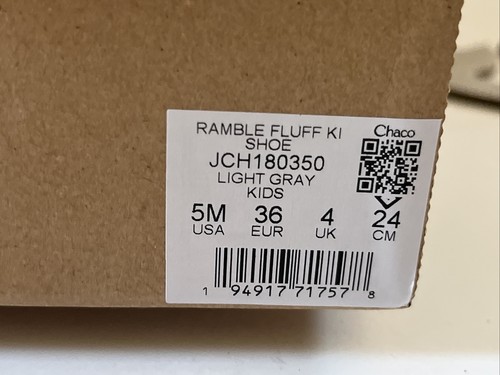 RAMBLE FLUFF KI
SHOE
Chaco
JCH180350
LIGHT GRAY
KIDS
5M 36 4 24
USA EUR UK CM
1 94917 71757 8